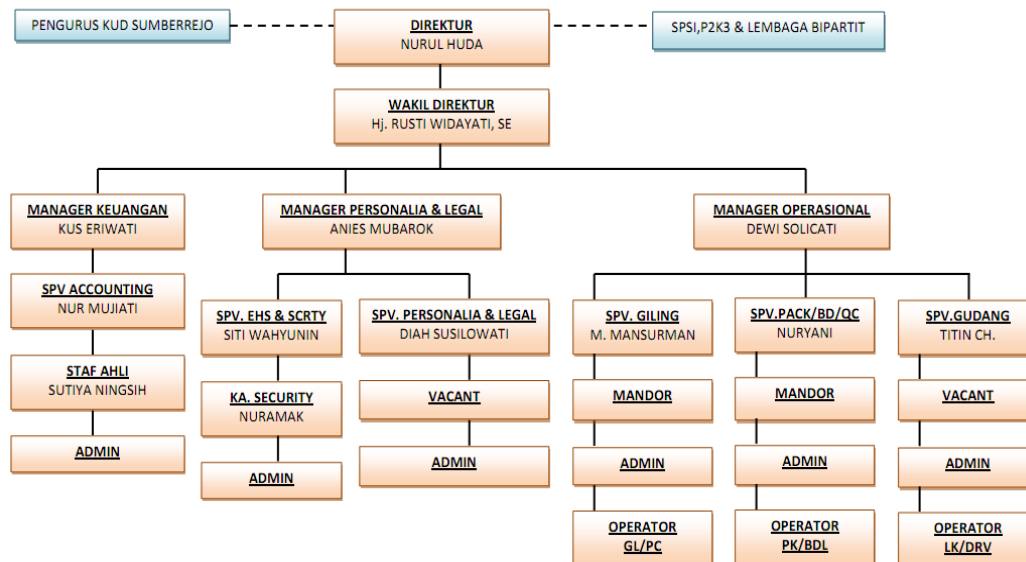 PENGURUS KUD SUMBERREJO
DIREKTUR
NURUL HUDA
SPSI,P2K3 & LEMBAGA BIPARTIT
WAKIL DIREKTUR
Hj. RUSTI WIDAYATI, SE
MANAGER KEUANGAN
KUS ERIWATI
MANAGER PERSONALIA & LEGAL
ANIES MUBAROK
MANAGER OPERASIONAL
DEWI SOLICATI
SPV ACCOUNTING
NUR MUJIATI
SPV. EHS & SCRTY
SITI WAHYUNIN
SPV. PERSONALIA & LEGAL
DIAH SUSILOWATI
SPV. GILING
M. MANSURMAN
SPV.PACK/BD/QC
NURYANI
SPV.GUDANG
TITIN CH.
STAF AHLI
SUTIYA NINGSIH
KA. SECURITY
NURAMAK
VACANT
MANDOR
MANDOR
VACANT
ADMIN
ADMIN
ADMIN
ADMIN
ADMIN
ADMIN
OPERATOR
GL/PC
OPERATOR
PK/BDL
OPERATOR
LK/DRV